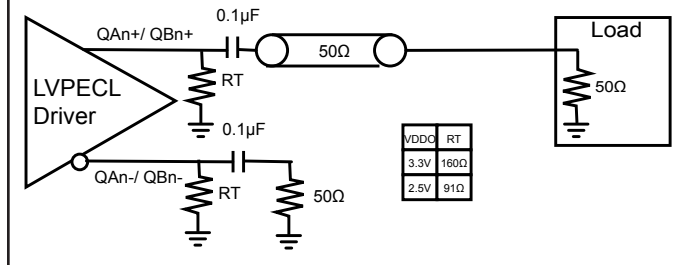 0.1µF
QAn+/ QBn+
50Ω
Load
RT
50Ω
LVPECL
Driver
0.1µF
QAn-/ QBn-
RT
50Ω
VDDO RT
3.3V 160Ω
2.5V 91Ω